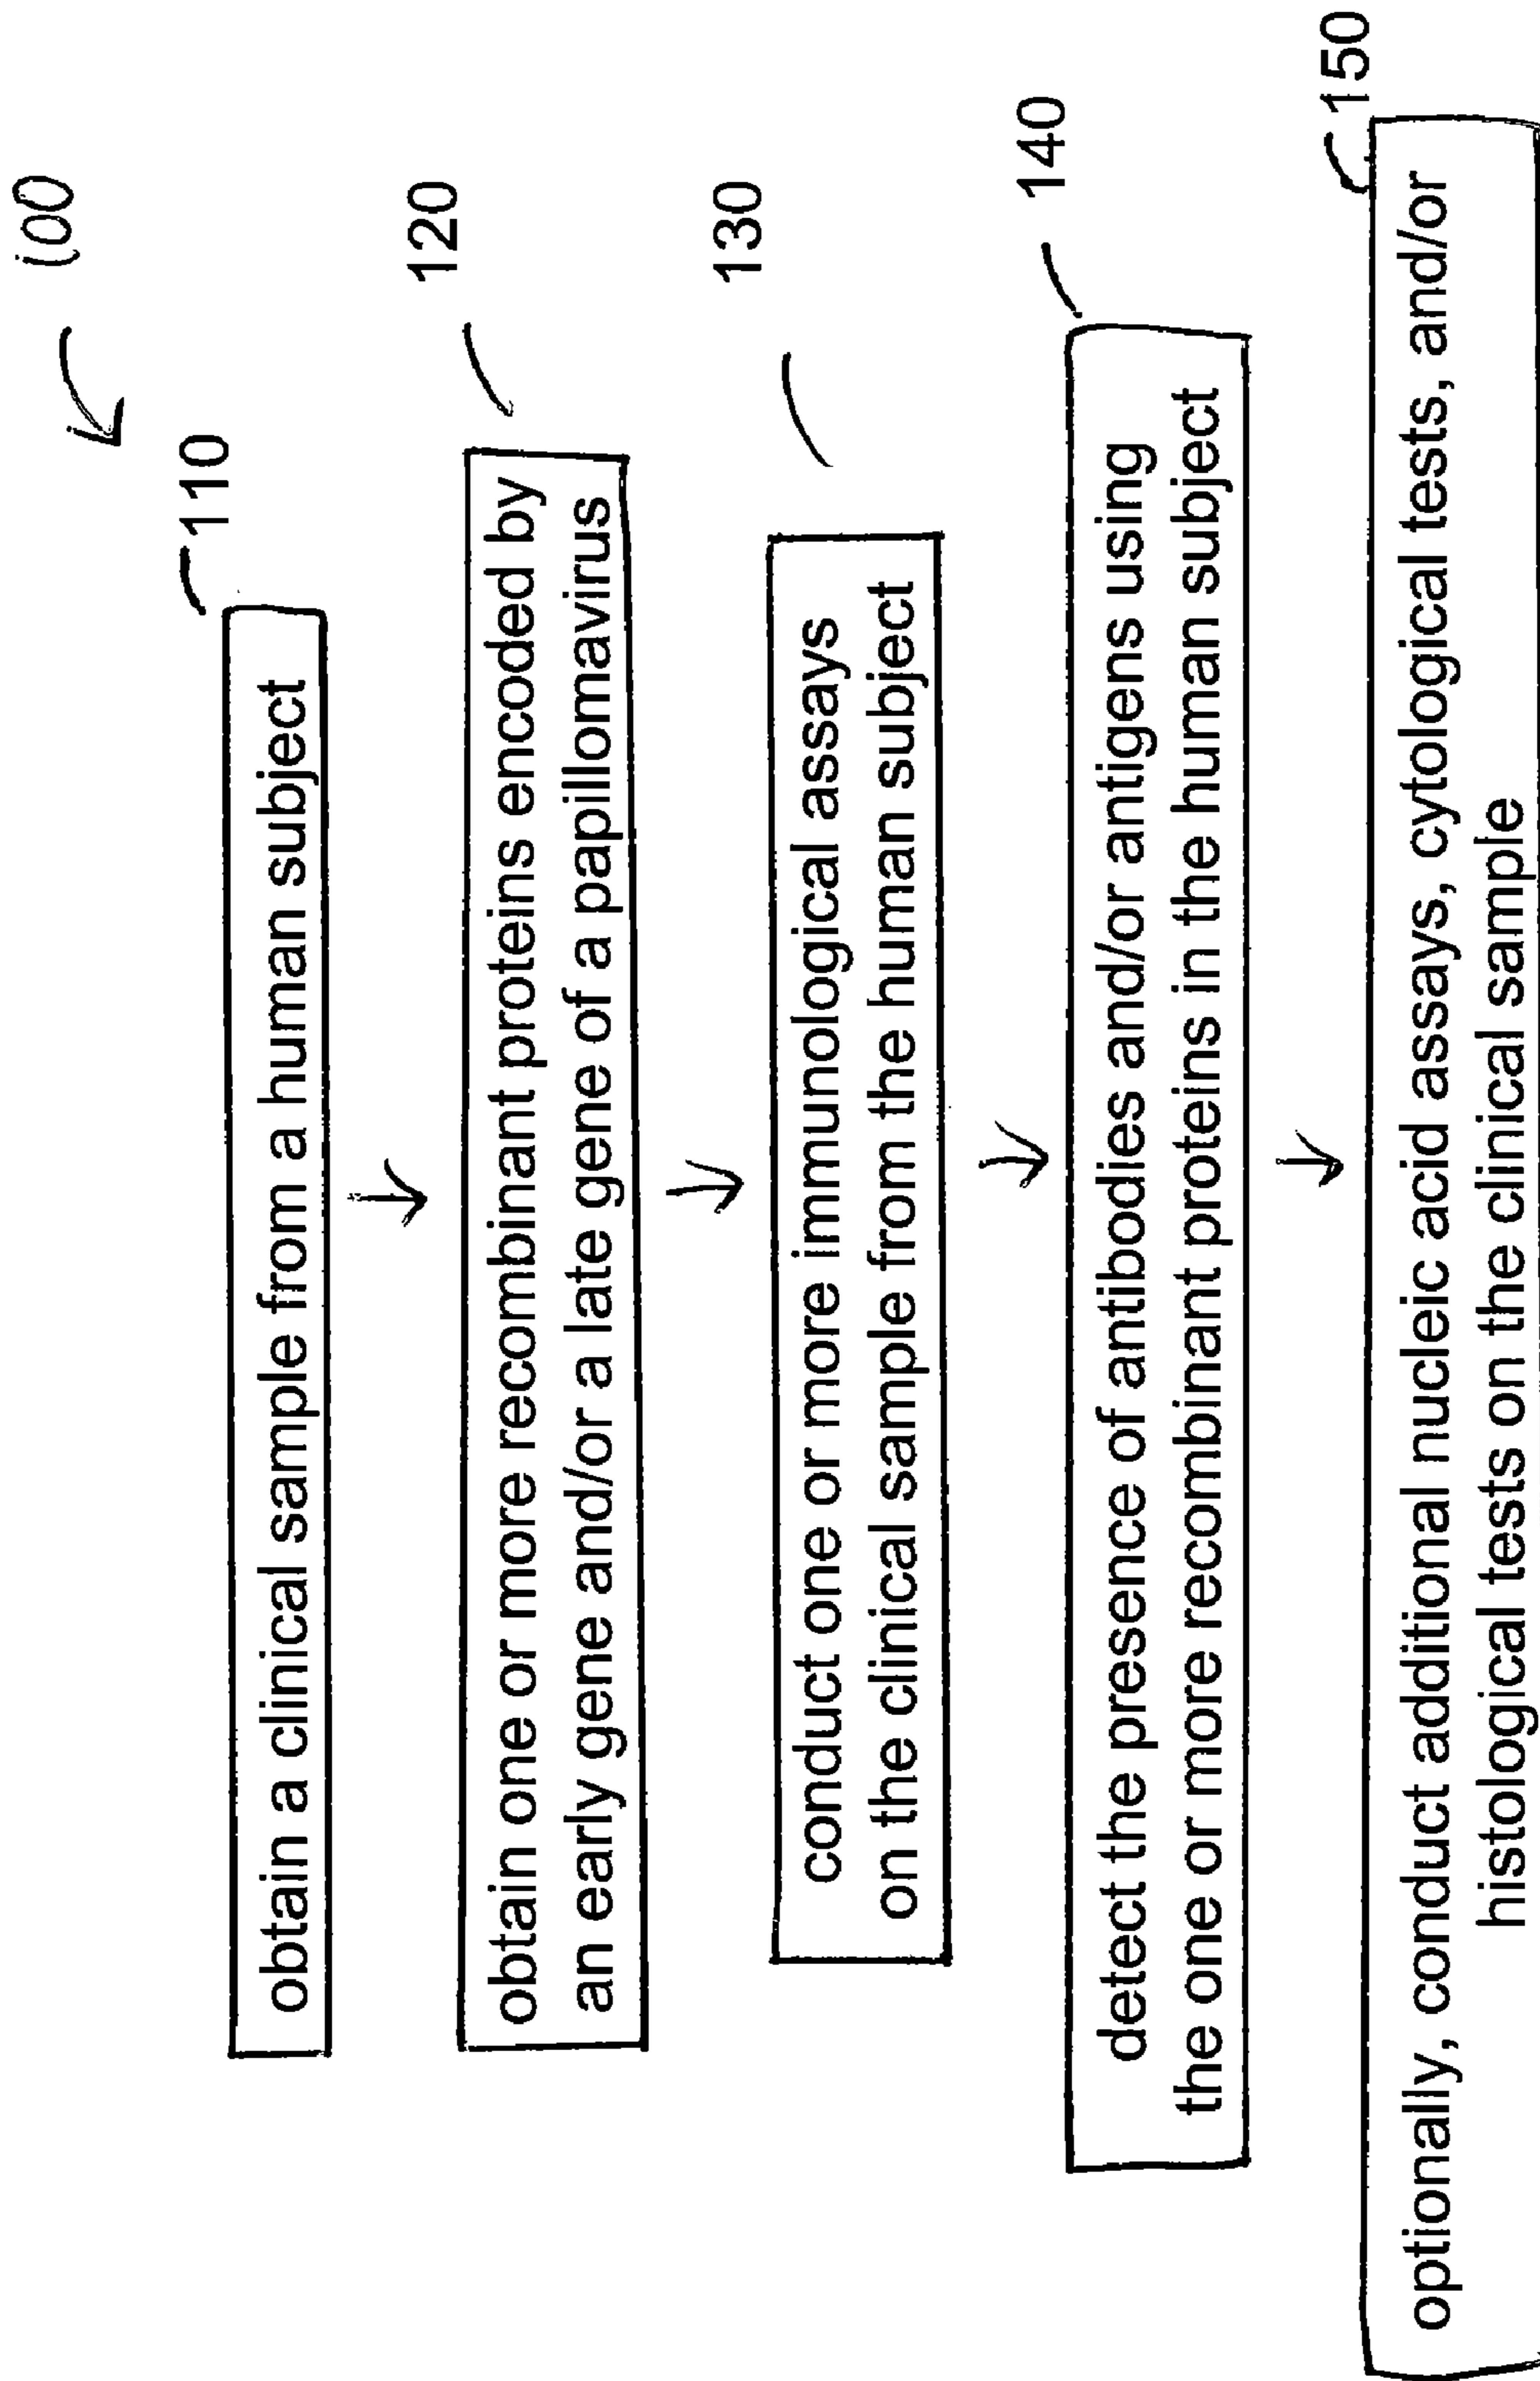 100
110
obtain a clinical sample from a human subject
120
obtain one or more recombinant proteins encoded by
an early gene and/or a late gene of a papillomavirus
130
conduct one or more immunological assays
on the clinical sample from the human subject
140
detect the presence of antibodies and/or antigens using
the one or more recombinant proteins in the human subject
150
optionally, conduct additional nucleic acid assays, cytological tests, and/or
histological tests on the clinical sample